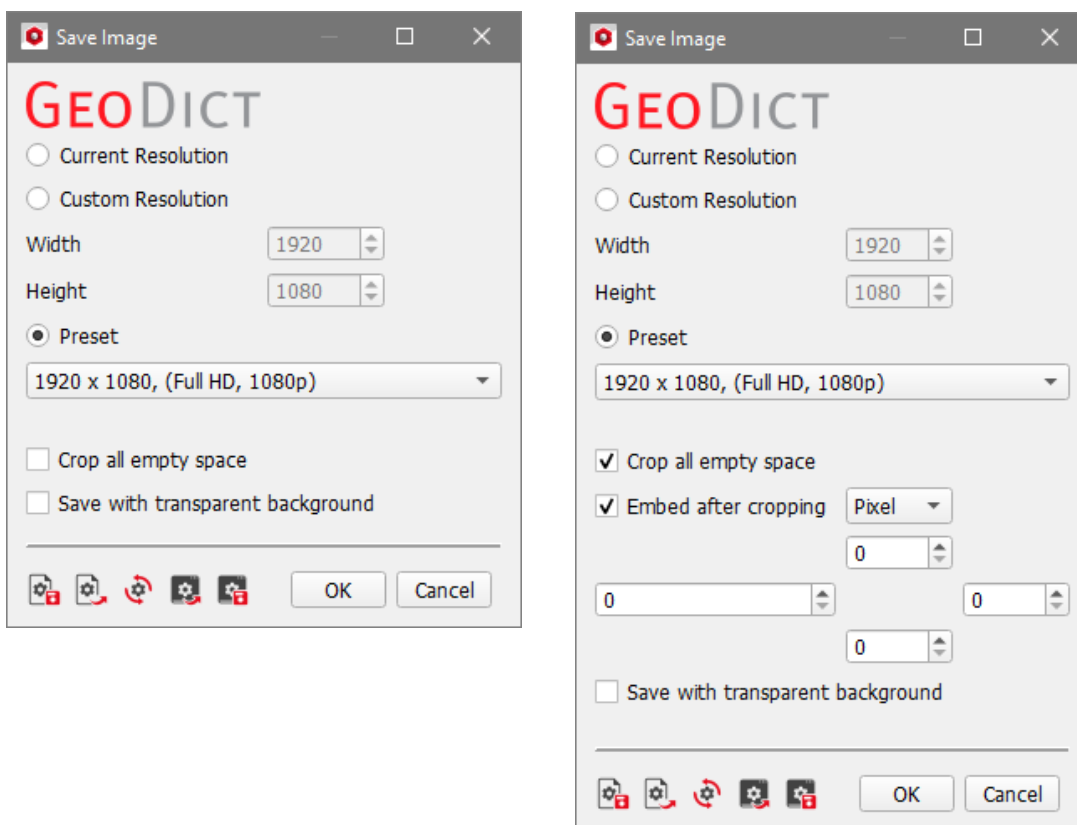 Save Image
GEODICT
Current Resolution
Custom Resolution
Width 1920
Height 1080
Preset
1920 x 1080, (Full HD, 1080p)
Crop all empty space
Save with transparent background
OK Cancel
Save Image
GEODICT
Current Resolution
Custom Resolution
Width 1920
Height 1080
Preset
1920 x 1080, (Full HD, 1080p)
Crop all empty space
Embed after cropping Pixel
0
0 0
0
Save with transparent background
OK Cancel